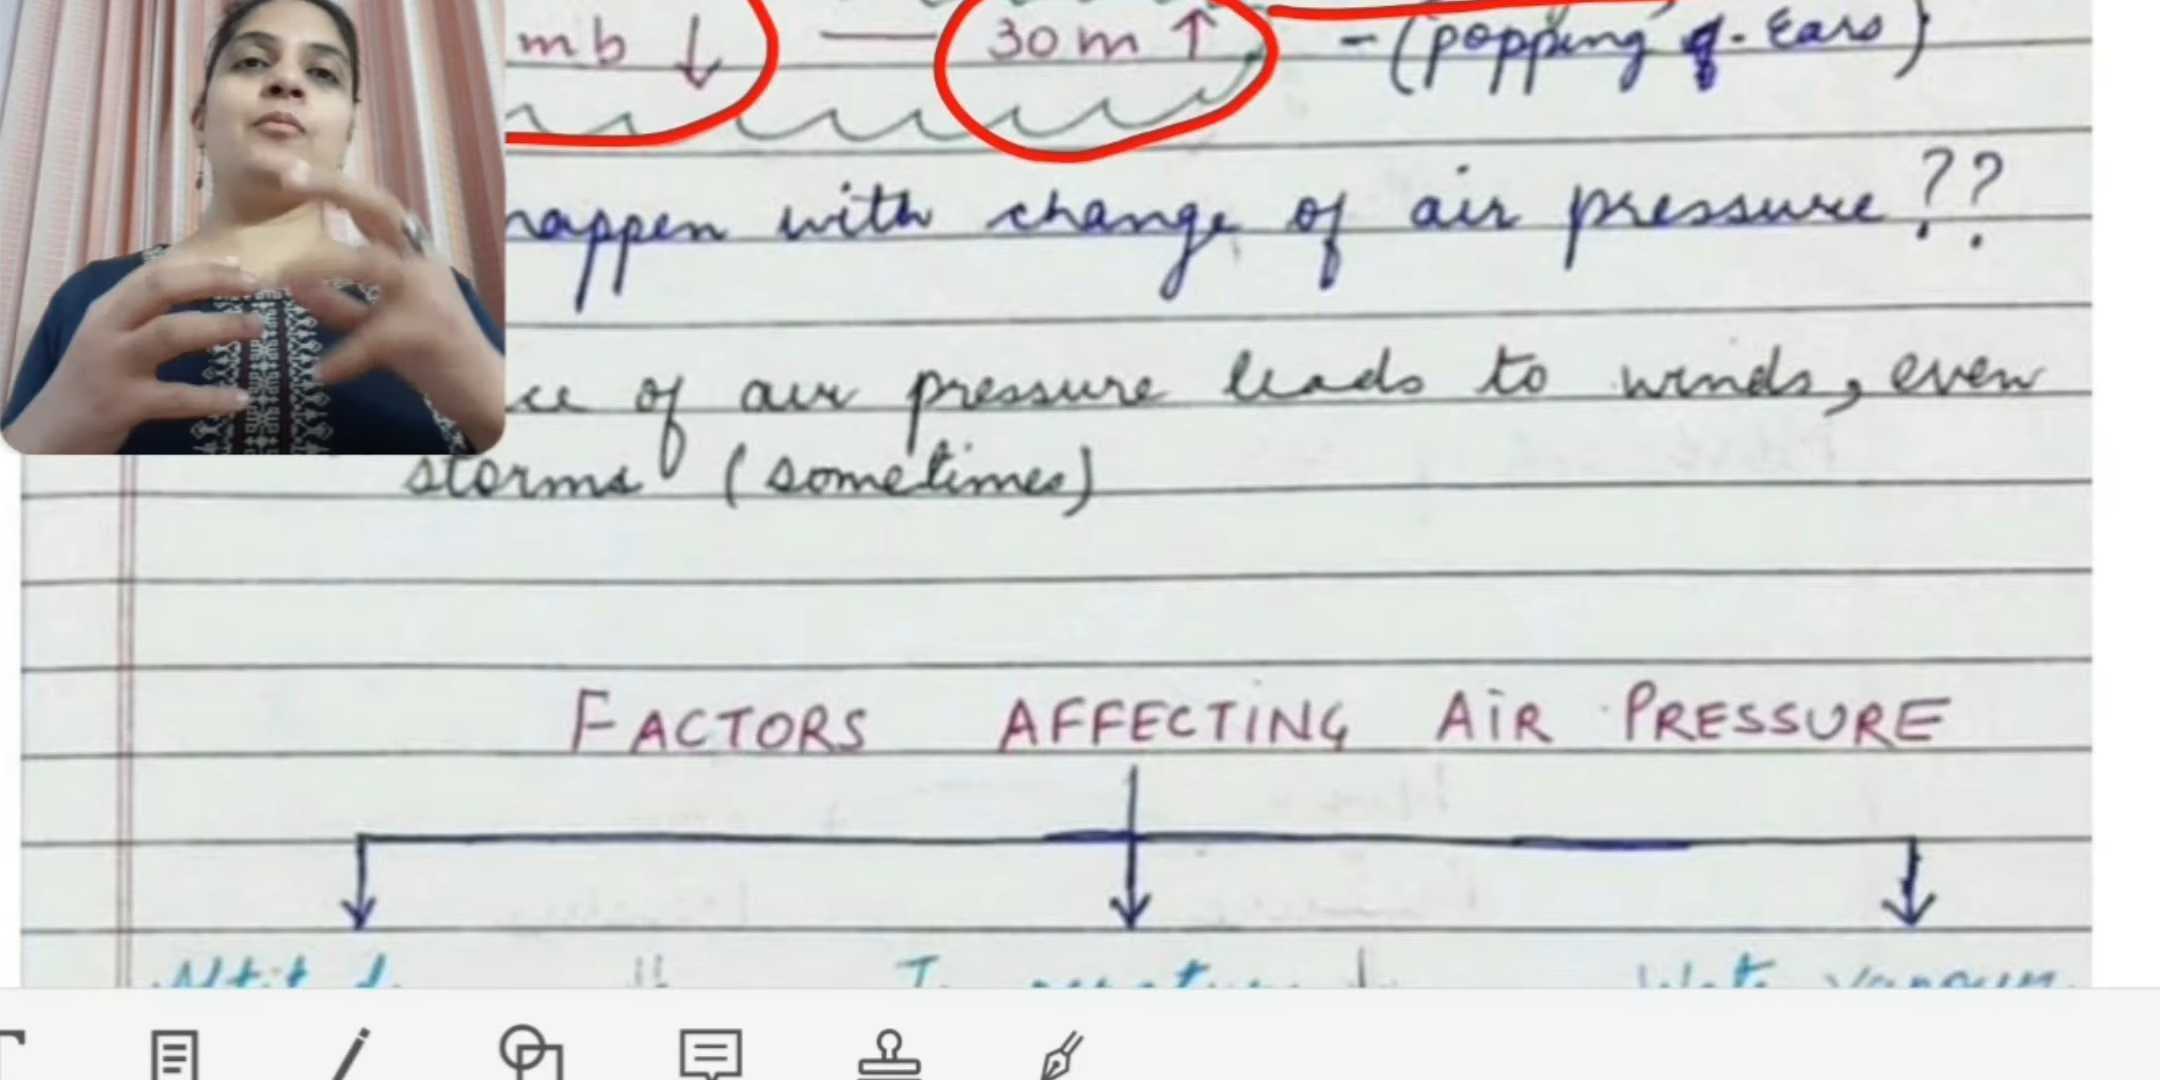 mb ↓ — 30 m ↑ - (popping of Ears)
happen with change of air pressure ??
of air pressure leads to winds, even
storms (sometimes)
FACTORS AFFECTING AIR PRESSURE